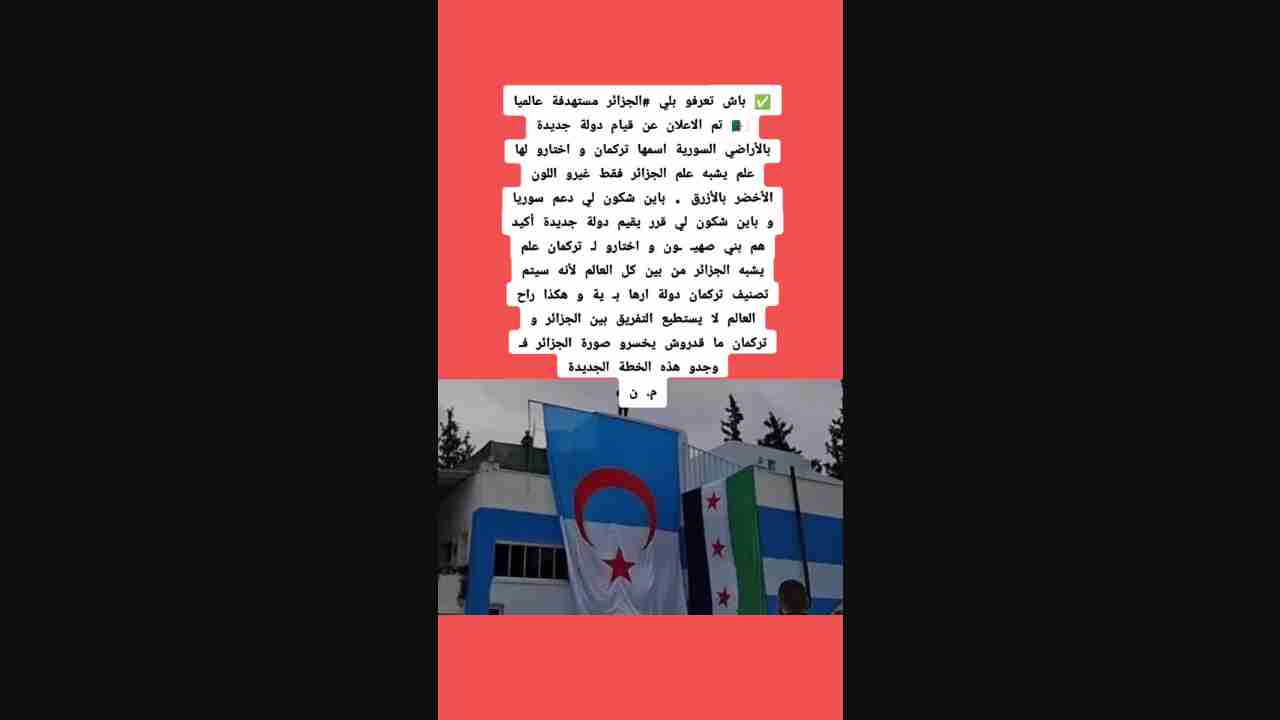 ✅ باش تعرفو بلي #الجزائر مستهدفة عالميا
🇩🇿 تم الاعلان عن قيام دولة جديدة
بالأراضي السورية اسمها تركمان و اختارو لها
علم يشبه علم الجزائر فقط غيرو اللون
الأخضر بالأزرق . باين شكون لي دعم سوريا
و باين شكون لي قرر يقيم دولة جديدة أكيد
هم بني صهيـ ـون و اختارو لـ تركمان علم
يشبه الجزائر من بين كل العالم لأنه سيتم
تصنيف تركمان دولة ارها بـ ية و هكذا راح
العالم لا يستطيع التفريق بين الجزائر و
تركمان ما قدروش يخسرو صورة الجزائر فـ
وجدو هذه الخطة الجديدة
م. ن